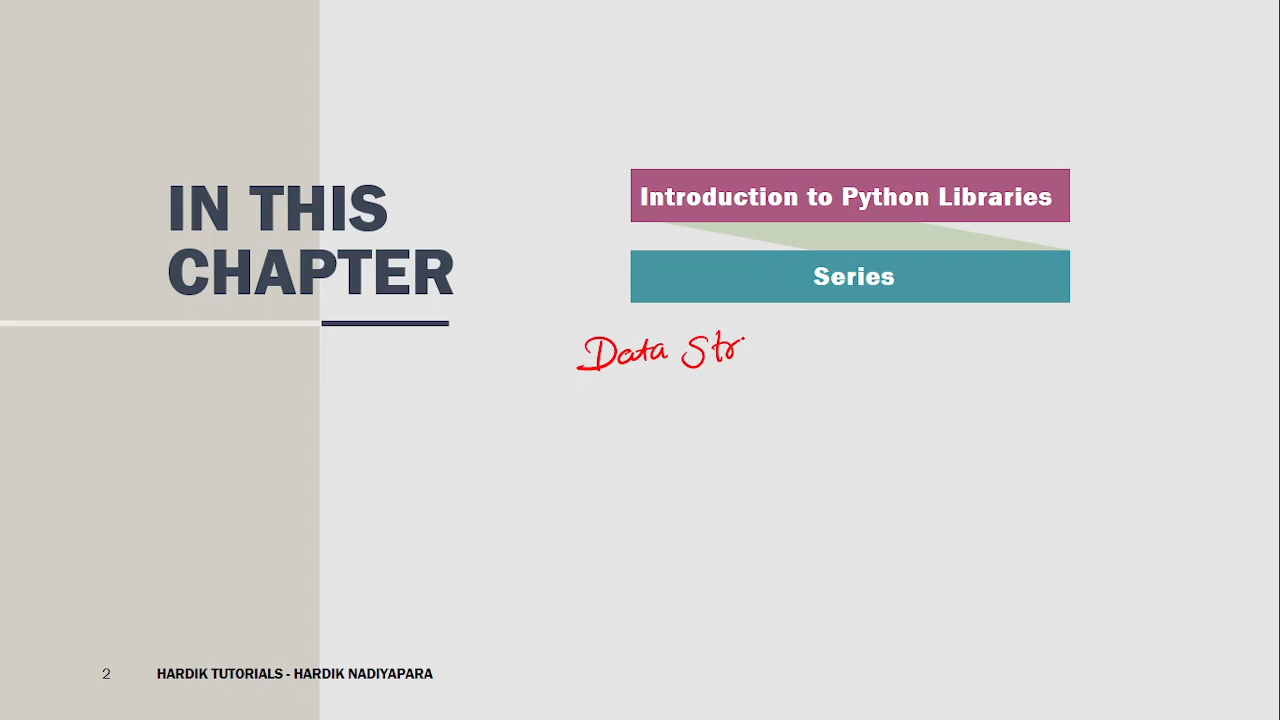 IN THIS
CHAPTER
Introduction to Python Libraries
Series
Data Str
2 HARDIK TUTORIALS - HARDIK NADIYAPARA